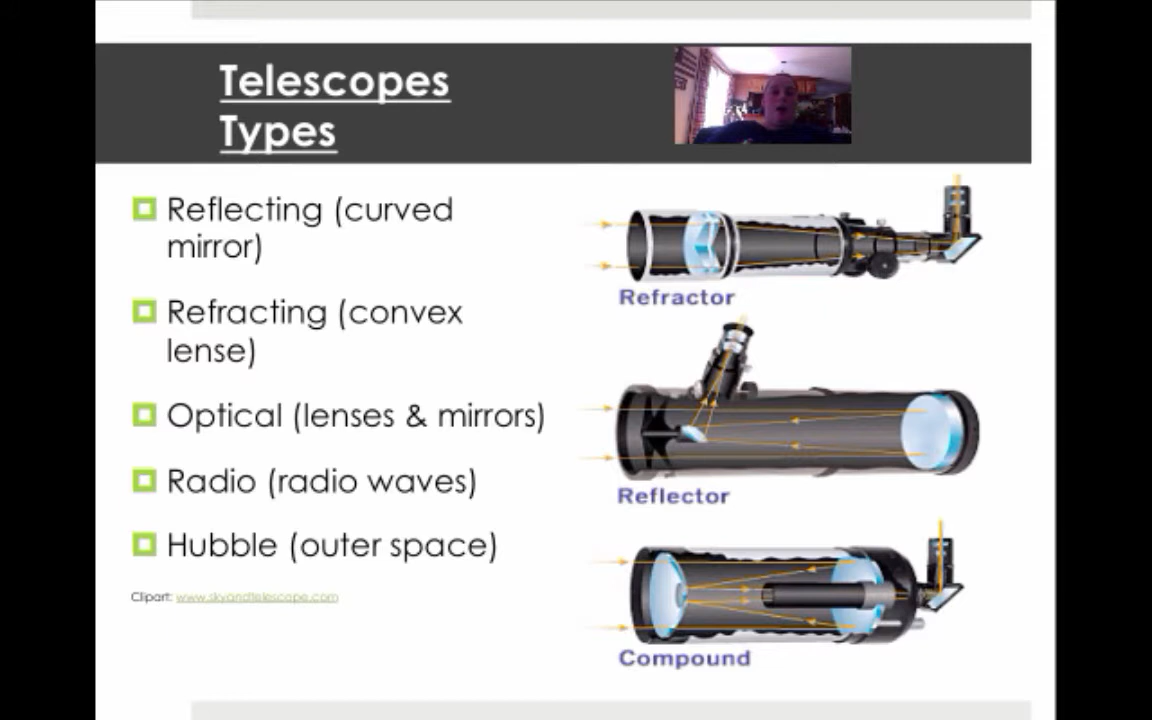 Telescopes
Types
Reflecting (curved
mirror)
Refracting (convex
lense)
Optical (lenses & mirrors)
Radio (radio waves)
Hubble (outer space)
Clipart: www.skyandtelescope.com
Refractor
Reflector
Compound